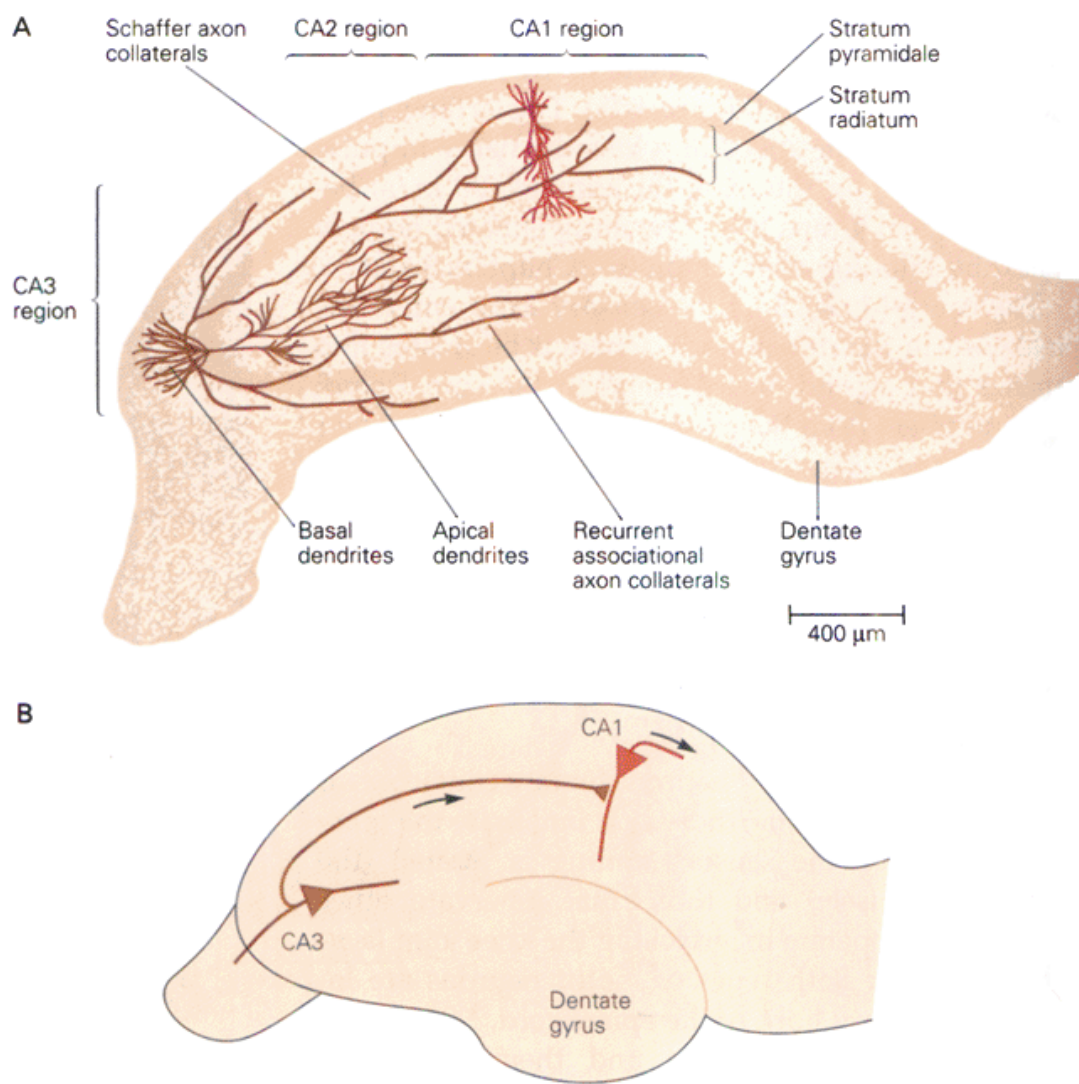 A
Schaffer axon
collaterals
CA2 region
CA1 region
Stratum
pyramidale
Stratum
radiatum
CA3
region
Basal
dendrites
Apical
dendrites
Recurrent
associational
axon collaterals
Dentate
gyrus
400 μm
B
CA1
CA3
Dentate
gyrus